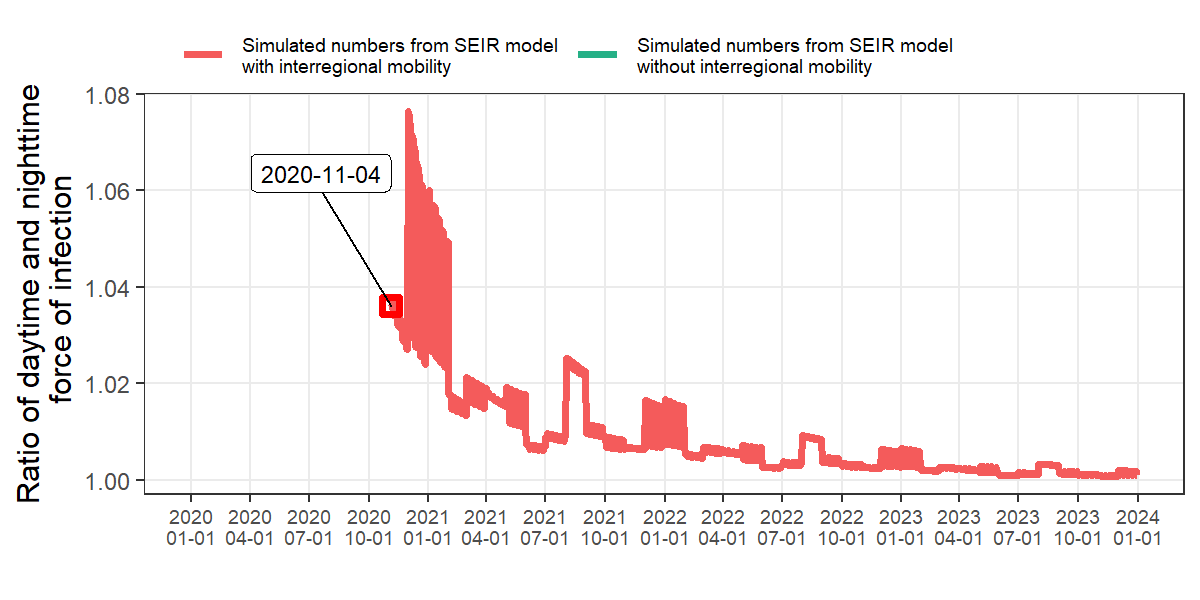 Simulated numbers from SEIR model
with interregional mobility
Simulated numbers from SEIR model
without interregional mobility
Ratio of daytime and nighttime
force of infection
1.08
1.06
1.04
1.02
1.00
2020-11-04
2020 2020 2020 2020 2021 2021 2021 2021 2022 2022 2022 2022 2023 2023 2023 2023 2024
01-01 04-01 07-01 10-01 01-01 04-01 07-01 10-01 01-01 04-01 07-01 10-01 01-01 04-01 07-01 10-01 01-01